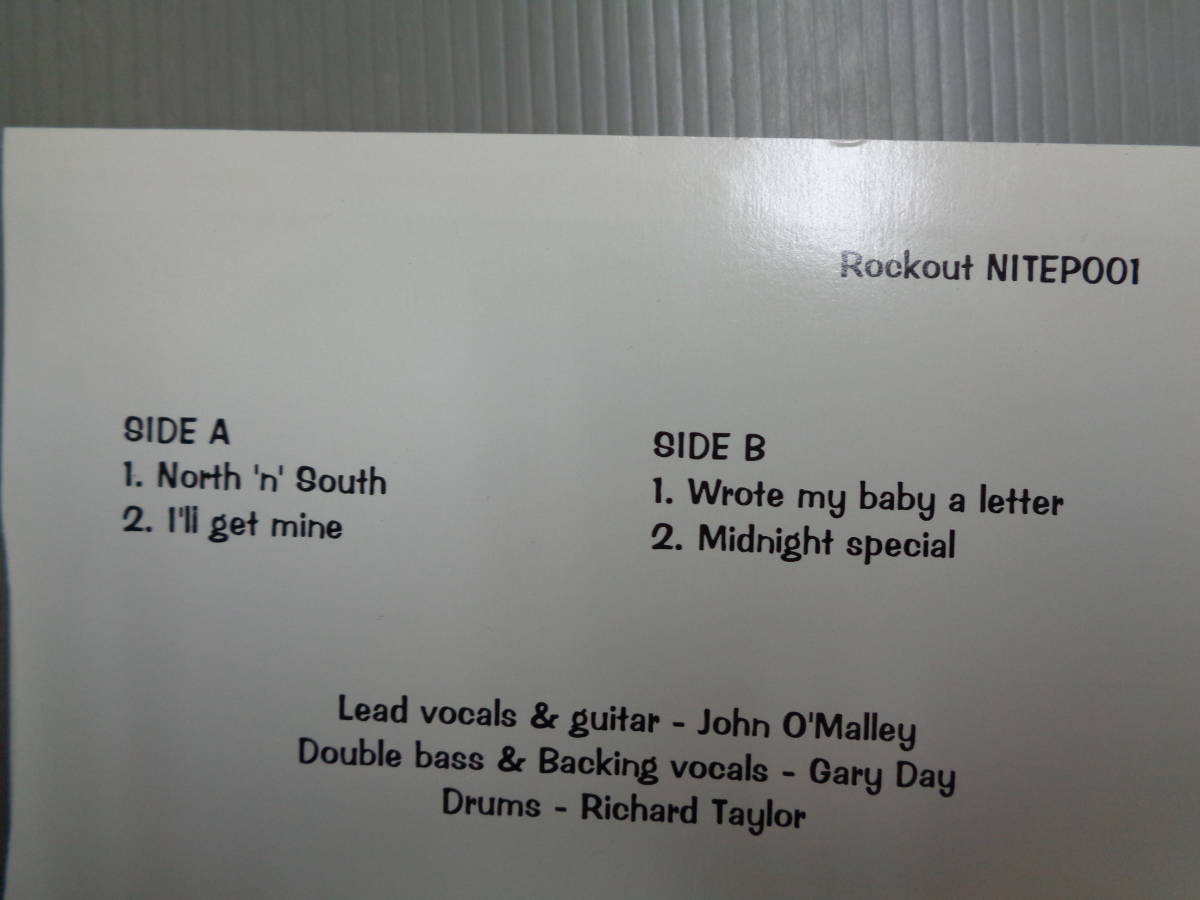 Rockout NITEP001
SIDE A
1. North 'n' South
2. I'll get mine
SIDE B
1. Wrote my baby a letter
2. Midnight special
Lead vocals & guitar - John O'Malley
Double bass & Backing vocals - Gary Day
Drums - Richard Taylor